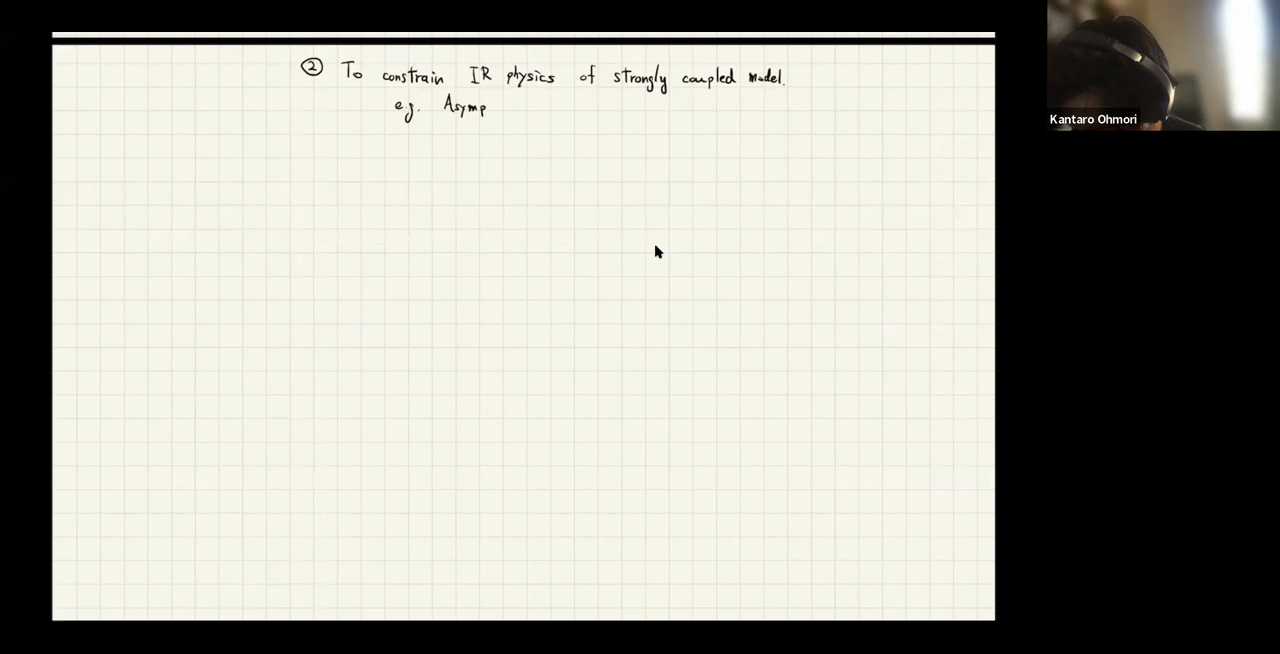 ② To constrain IR physics of strongly coupled model.
e.g. Asymp
Kantaro Ohmori